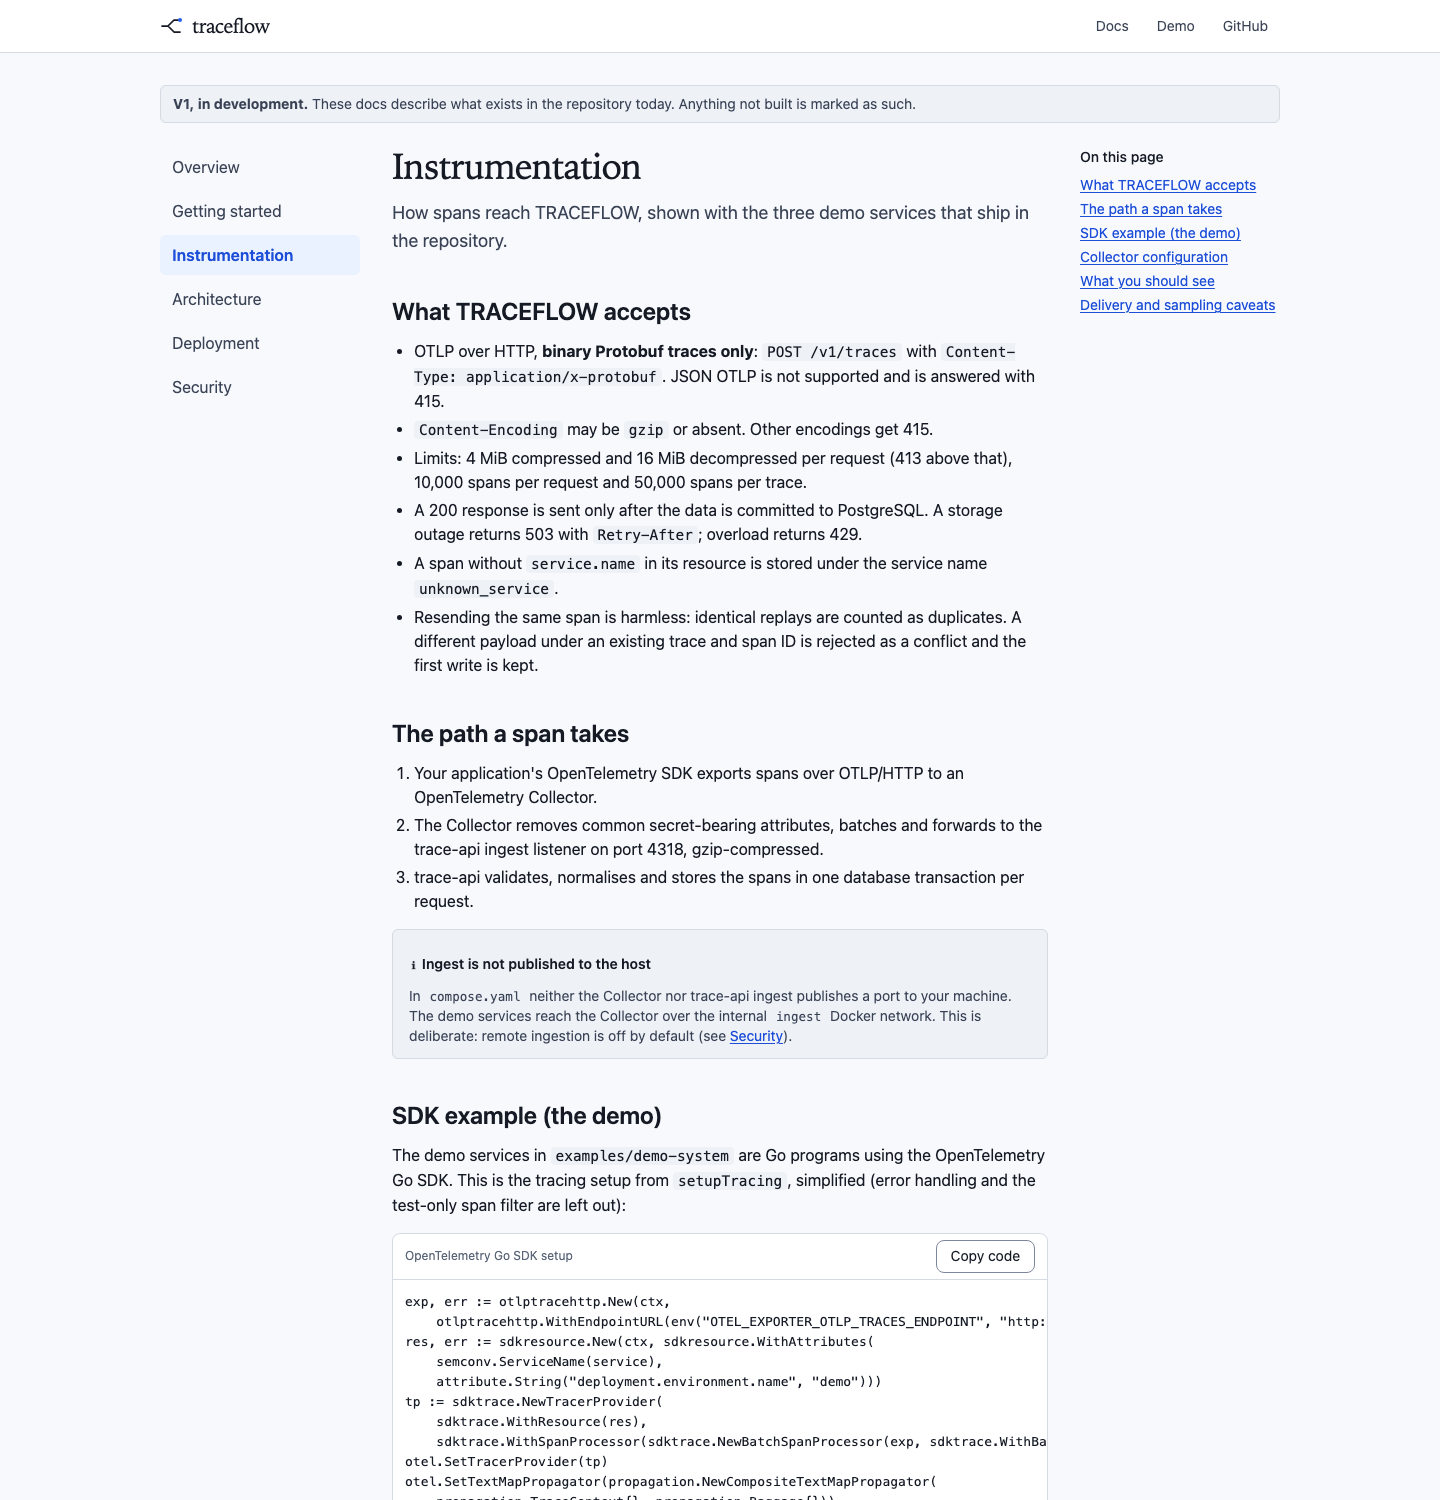 traceflow
Docs
Demo
GitHub
V1, in development. These docs describe what exists in the repository today. Anything not built is marked as such.
Overview
Getting started
Instrumentation
Architecture
Deployment
Security
Instrumentation
How spans reach TRACEFLOW, shown with the three demo services that ship in
the repository.
What TRACEFLOW accepts
• OTLP over HTTP, binary Protobuf traces only: POST /v1/traces with Content-
Type: application/x-protobuf. JSON OTLP is not supported and is answered with
415.
• Content-Encoding may be gzip or absent. Other encodings get 415.
• Limits: 4 MiB compressed and 16 MiB decompressed per request (413 above that),
10,000 spans per request and 50,000 spans per trace.
• A 200 response is sent only after the data is committed to PostgreSQL. A storage
outage returns 503 with Retry-After; overload returns 429.
• A span without service.name in its resource is stored under the service name
unknown_service.
• Resending the same span is harmless: identical replays are counted as duplicates. A
different payload under an existing trace and span ID is rejected as a conflict and the
first write is kept.
The path a span takes
1. Your application's OpenTelemetry SDK exports spans over OTLP/HTTP to an
OpenTelemetry Collector.
2. The Collector removes common secret-bearing attributes, batches and forwards to the
trace-api ingest listener on port 4318, gzip-compressed.
3. trace-api validates, normalises and stores the spans in one database transaction per
request.
ℹ Ingest is not published to the host
In compose.yaml neither the Collector nor trace-api ingest publishes a port to your machine.
The demo services reach the Collector over the internal ingest Docker network. This is
deliberate: remote ingestion is off by default (see Security).
SDK example (the demo)
The demo services in examples/demo-system are Go programs using the OpenTelemetry
Go SDK. This is the tracing setup from setupTracing, simplified (error handling and the
test-only span filter are left out):
OpenTelemetry Go SDK setup
Copy code
exp, err := otlptracehttp.New(ctx,
    otlptracehttp.WithEndpointURL(env("OTEL_EXPORTER_OTLP_TRACES_ENDPOINT", "http:
res, err := sdkresource.New(ctx, sdkresource.WithAttributes(
    semconv.ServiceName(service),
    attribute.String("deployment.environment.name", "demo")))
tp := sdktrace.NewTracerProvider(
    sdktrace.WithResource(res),
    sdktrace.WithSpanProcessor(sdktrace.NewBatchSpanProcessor(exp, sdktrace.WithBa
otel.SetTracerProvider(tp)
otel.SetTextMapPropagator(propagation.NewCompositeTextMapPropagator(
    propagation.TraceContext{}, propagation.Baggage{}))
On this page
What TRACEFLOW accepts
The path a span takes
SDK example (the demo)
Collector configuration
What you should see
Delivery and sampling caveats